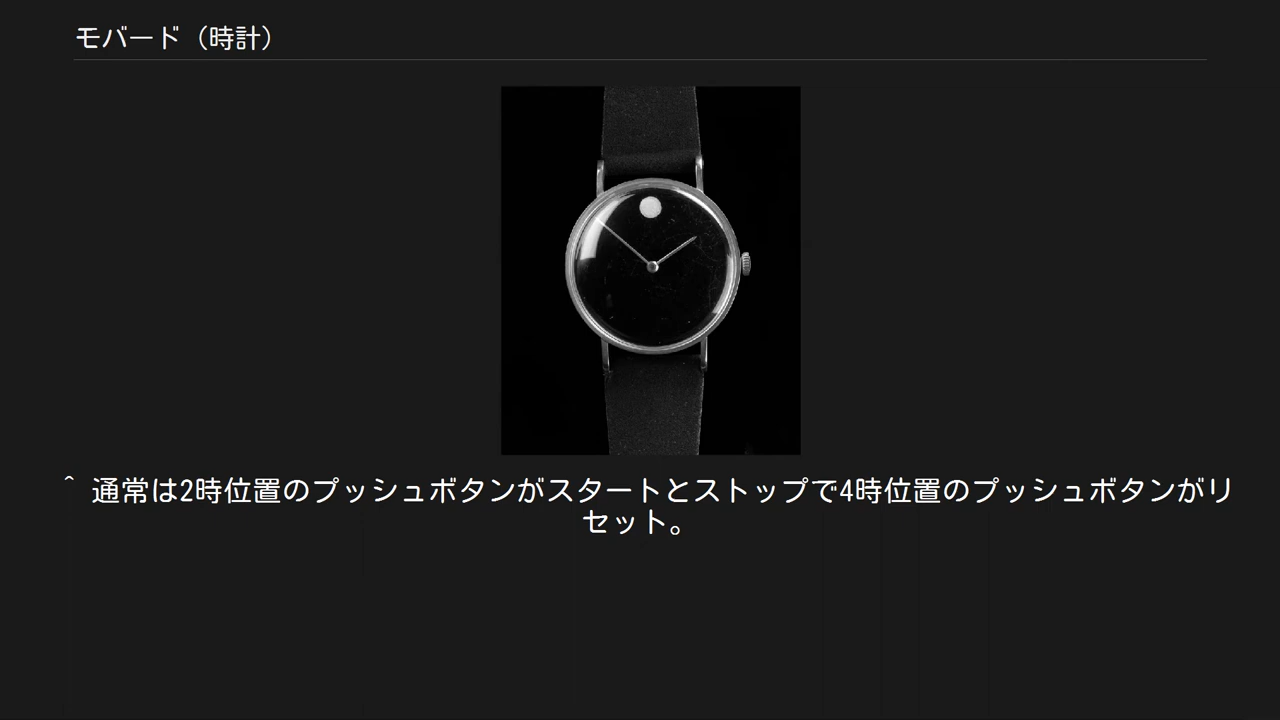 モバード（時計）
^ 通常は2時位置のプッシュボタンがスタートとストップで4時位置のプッシュボタンがリ
セット。